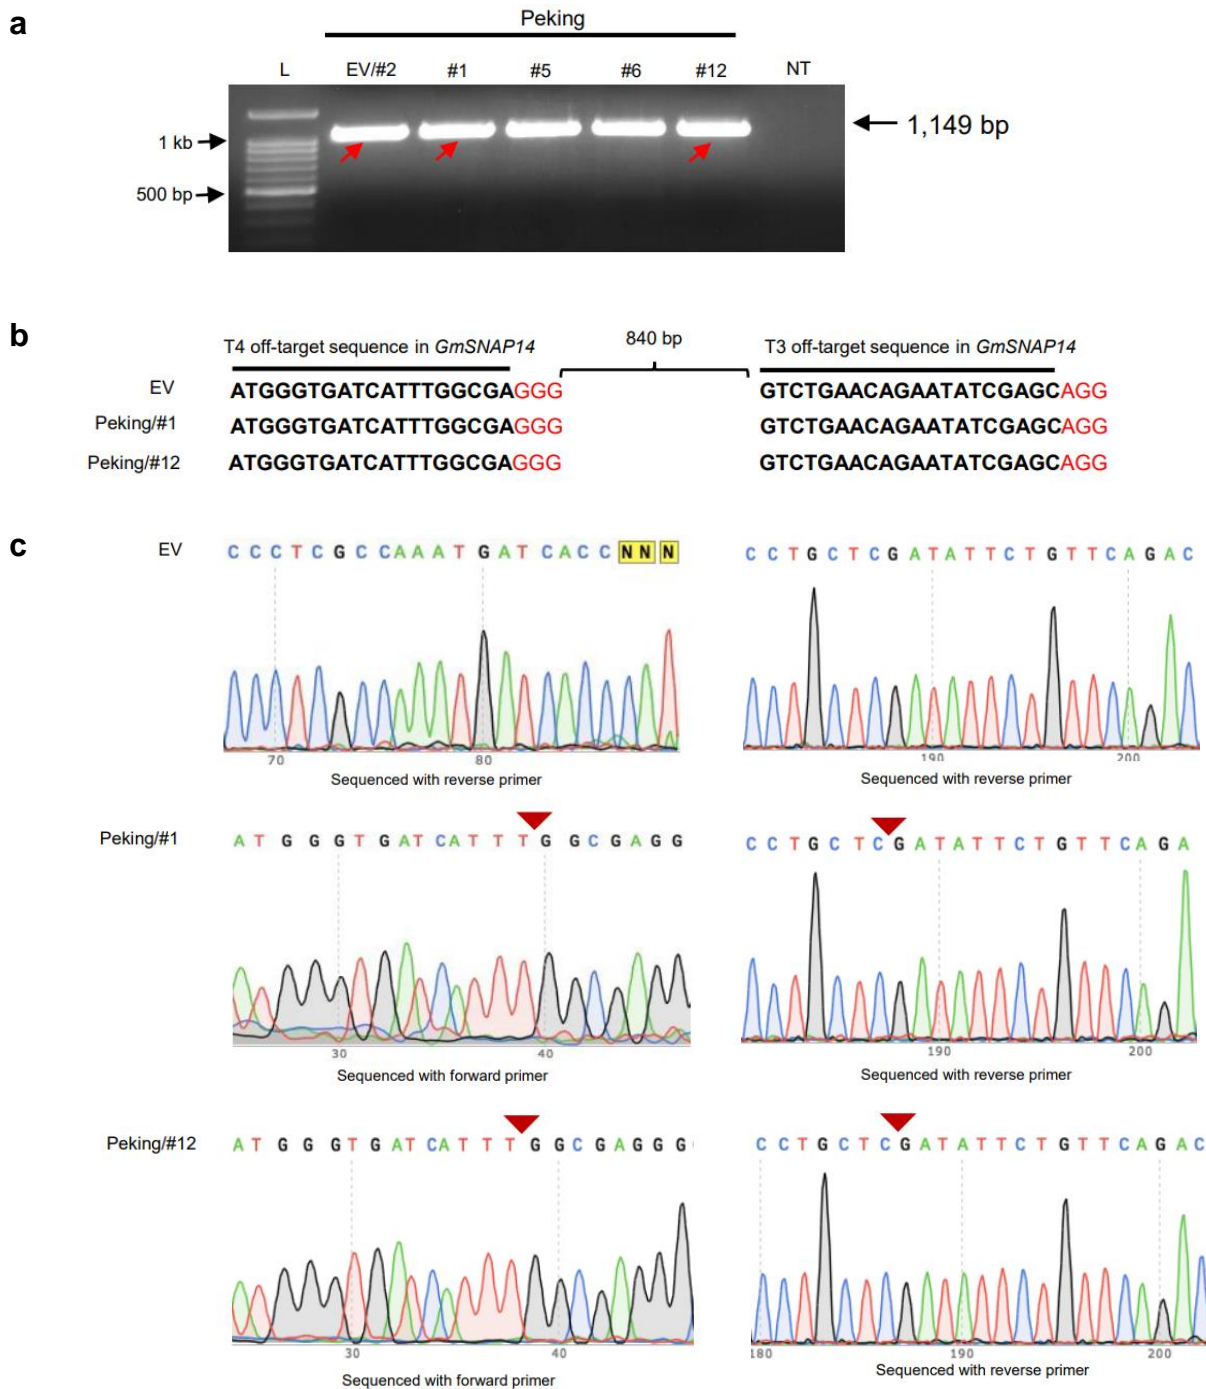 a
Peking
L EV/#2 #1 #5 #6 #12 NT
1 kb
1,149 bp
500 bp
b
T4 off-target sequence in GmSNAP14 840 bp T3 off-target sequence in GmSNAP14
EV ATGGGTGATCATTTGGCGAGGG GTCTGAACAGAATATCGAGCAGG
Peking/#1 ATGGGTGATCATTTGGCGAGGG GTCTGAACAGAATATCGAGCAGG
Peking/#12 ATGGGTGATCATTTGGCGAGGG GTCTGAACAGAATATCGAGCAGG
c
EV C C C T C G C C A A A T G A T C A C C N N N C C T G C T C G A T A T T C T G T T C A G A C
70 80 190 200
Sequenced with reverse primer Sequenced with reverse primer
Peking/#1 A T G G G T G A T C A T T T G G C G A G G C C T G C T C G A T A T T C T G T T C A G A
30 40 190 200
Sequenced with forward primer Sequenced with reverse primer
Peking/#12 A T G G G T G A T C A T T T G G C G A G G G C C T G C T C G A T A T T C T G T T C A G A C
30 40 180 190 200
Sequenced with forward primer Sequenced with reverse primer